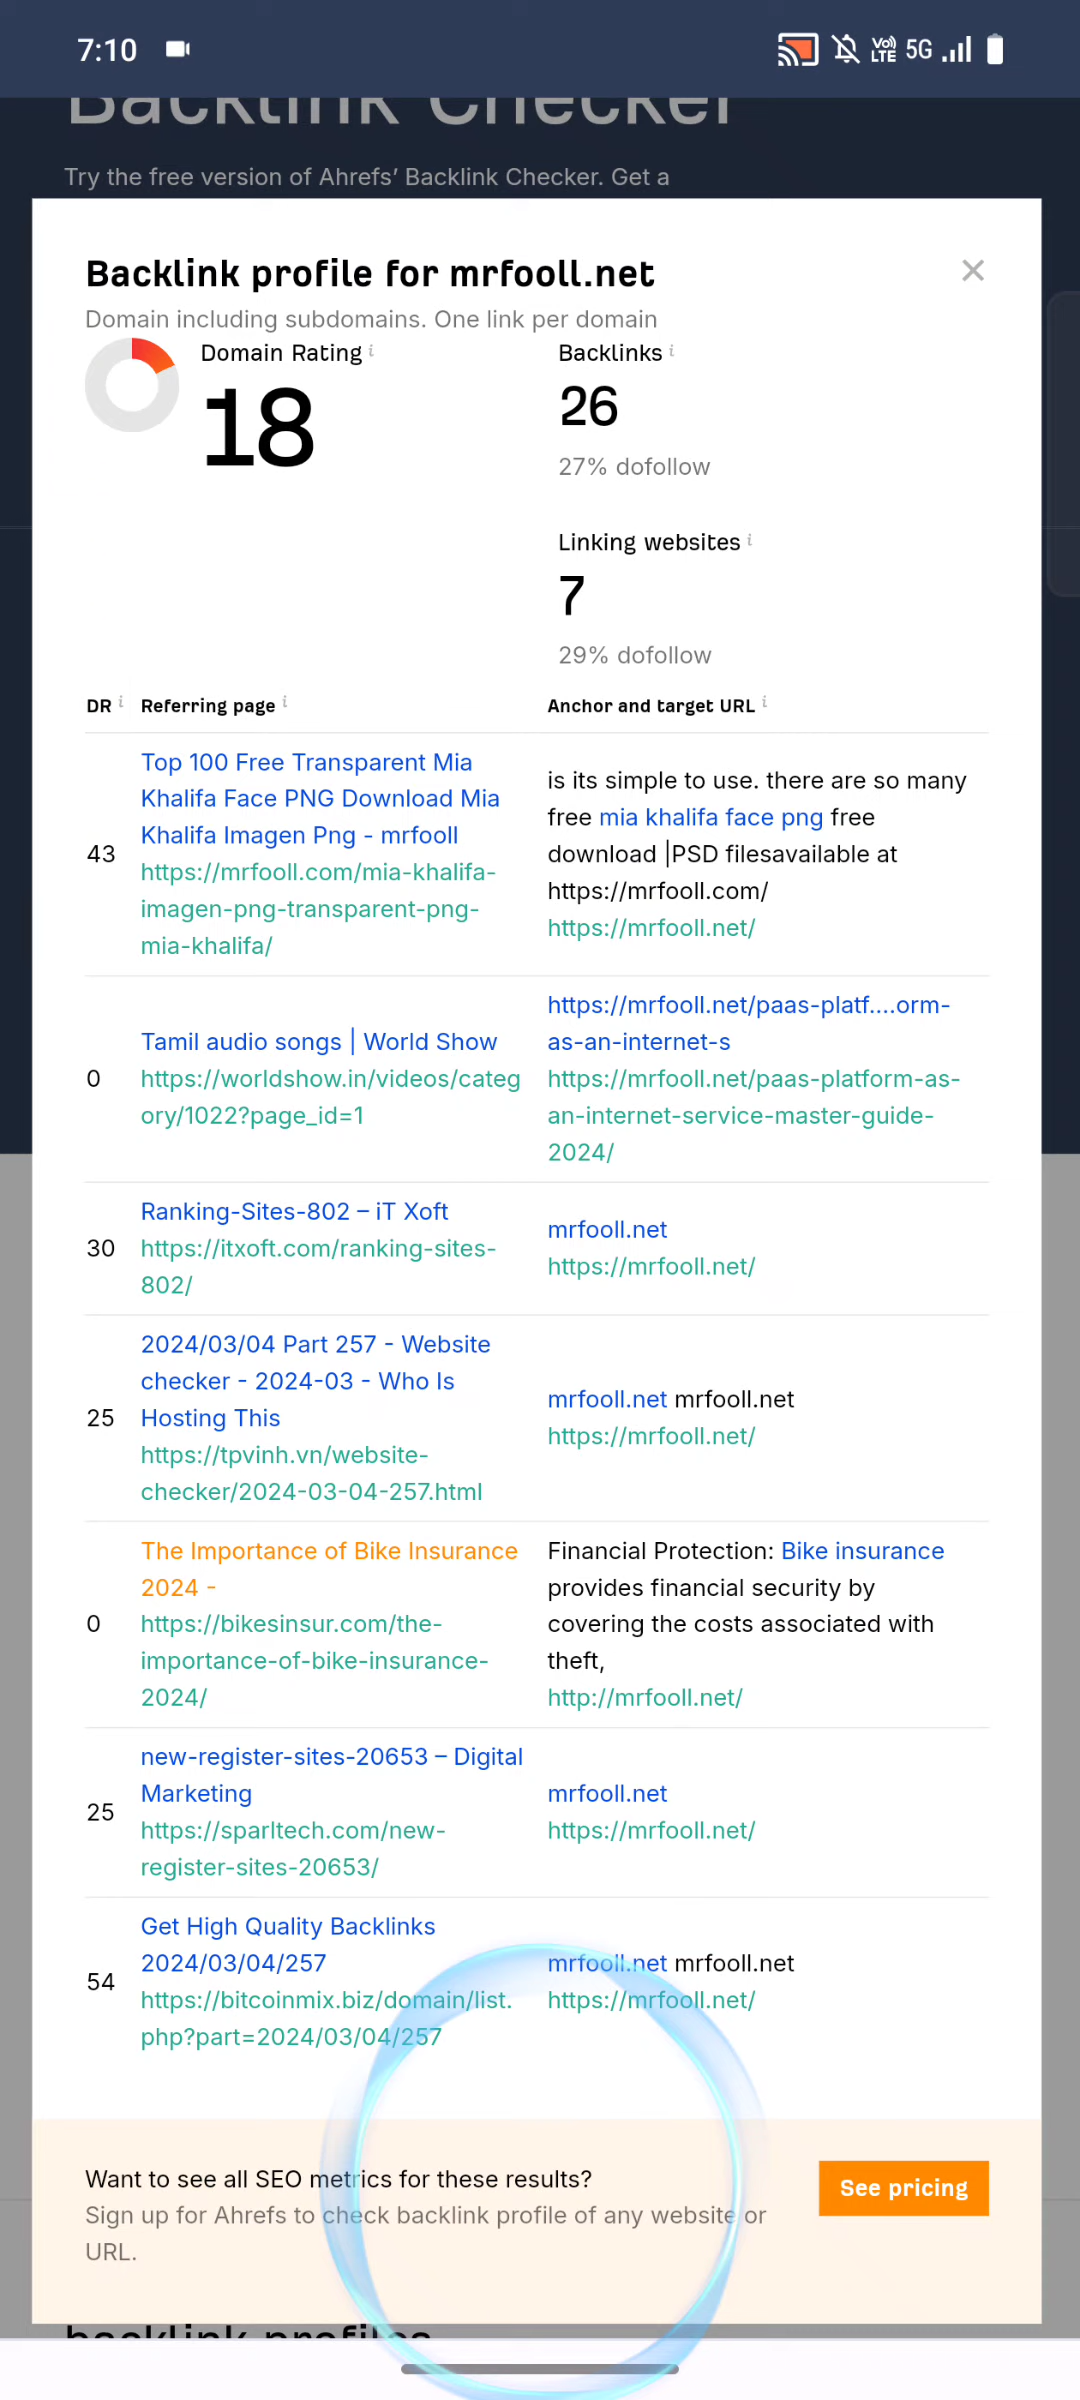 7:10
Vo) LTE 5G
Backlink Checker
Try the free version of Ahrefs’ Backlink Checker. Get a
Backlink profile for mrfooll.net
Domain including subdomains. One link per domain
Domain Rating i
18
Backlinks i
26
27% dofollow
Linking websites i
7
29% dofollow
DR i Referring page i Anchor and target URL i
43
Top 100 Free Transparent Mia
Khalifa Face PNG Download Mia
Khalifa Imagen Png - mrfooll
https://mrfooll.com/mia-khalifa-
imagen-png-transparent-png-
mia-khalifa/
is its simple to use. there are so many
free mia khalifa face png free
download |PSD filesavailable at
https://mrfooll.com/
https://mrfooll.net/
0
Tamil audio songs | World Show
https://worldshow.in/videos/categ
ory/1022?page_id=1
https://mrfooll.net/paas-platf....orm-
as-an-internet-s
https://mrfooll.net/paas-platform-as-
an-internet-service-master-guide-
2024/
30
Ranking-Sites-802 – iT Xoft
https://itxoft.com/ranking-sites-
802/
mrfooll.net
https://mrfooll.net/
25
2024/03/04 Part 257 - Website
checker - 2024-03 - Who Is
Hosting This
https://tpvinh.vn/website-
checker/2024-03-04-257.html
mrfooll.net mrfooll.net
https://mrfooll.net/
0
The Importance of Bike Insurance
2024 -
https://bikesinsur.com/the-
importance-of-bike-insurance-
2024/
Financial Protection: Bike insurance
provides financial security by
covering the costs associated with
theft,
http://mrfooll.net/
25
new-register-sites-20653 – Digital
Marketing
https://sparltech.com/new-
register-sites-20653/
mrfooll.net
https://mrfooll.net/
54
Get High Quality Backlinks
2024/03/04/257
https://bitcoinmix.biz/domain/list.
php?part=2024/03/04/257
mrfooll.net mrfooll.net
https://mrfooll.net/
Want to see all SEO metrics for these results?
Sign up for Ahrefs to check backlink profile of any website or
URL.
See pricing
backlink profiles